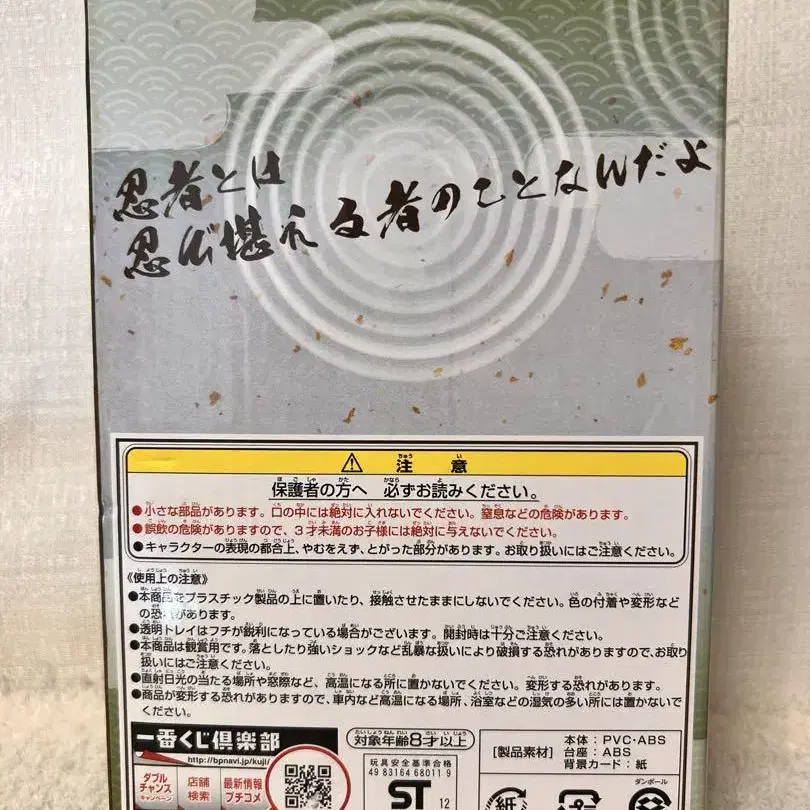 忍者とは
忍び堪える者のことなんだよ
⚠ 注意
保護者の方へ 必ずお読みください。
●小さな部品があります。口の中には絶対に入れないでください。窒息などの危険があります。
●誤飲の危険がありますので、3才未満のお子様には絶対に与えないでください。
●キャラクターの表現の都合上、やむをえず、とがった部分があります。お取り扱いにはご注意ください。
《使用上の注意》
●本商品をプラスチック製品の上に置いたり、接触させたままにしないでください。色の付着や変形など
の恐れがあります。
●透明トレイはフチが鋭利になっている場合がございます。開封時は十分ご注意ください。
●本商品は観賞用です。落としたり強いショックなど乱暴な扱いにより破損する恐れがありますので、お取り
扱いにはご注意ください。
●直射日光の当たる場所や窓際など、高温になる所に置かないでください。変形する恐れがあります。
●商品が変形する恐れがありますので、車内など高温になる場所、浴室などの湿気の多い所には置かないで
ください。
一番くじ倶楽部
http://bpnavi.jp/kuji/
ダブル
チャンス
キャンペーン
店舗
検索
最新情報
プチコメ
対象年齢8才以上
玩具安全基準合格
49 83164 68011 9
ST
12
[製品素材]
本体：PVC・ABS
台座：ABS
背景カード：紙
紙
ダンボール